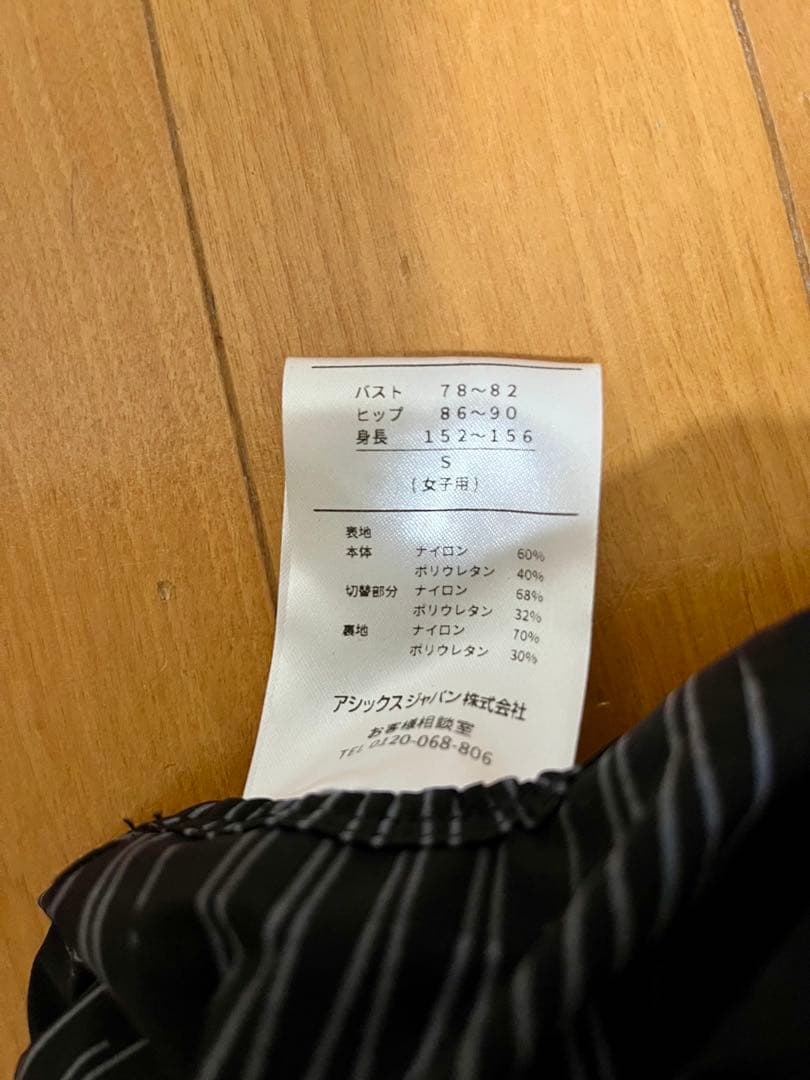 バスト 78～82
ヒップ 86～90
身長 152～156
S
(女子用)
表地
本体 ナイロン 60%
ポリウレタン 40%
切替部分 ナイロン 68%
ポリウレタン 32%
裏地 ナイロン 70%
ポリウレタン 30%
アシックスジャパン株式会社
お客様相談室
TEL 0120-068-806